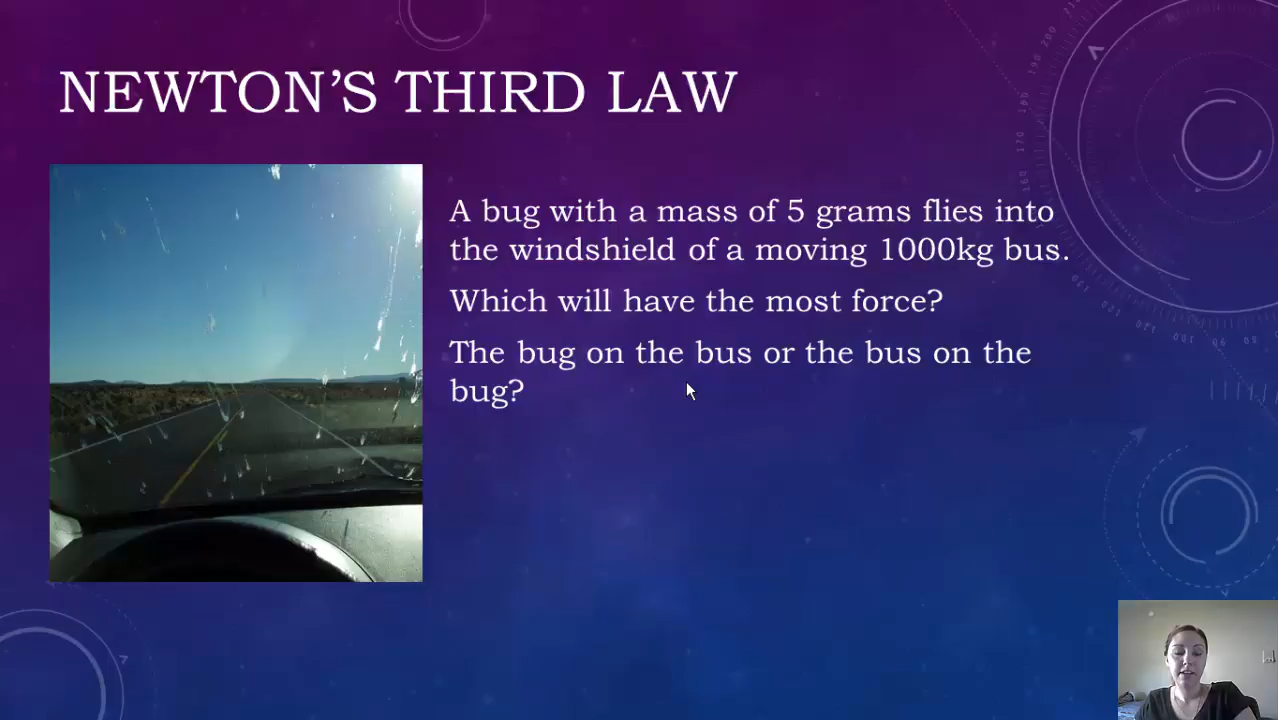 NEWTON'S THIRD LAW
A bug with a mass of 5 grams flies into
the windshield of a moving 1000kg bus.
Which will have the most force?
The bug on the bus or the bus on the
bug?